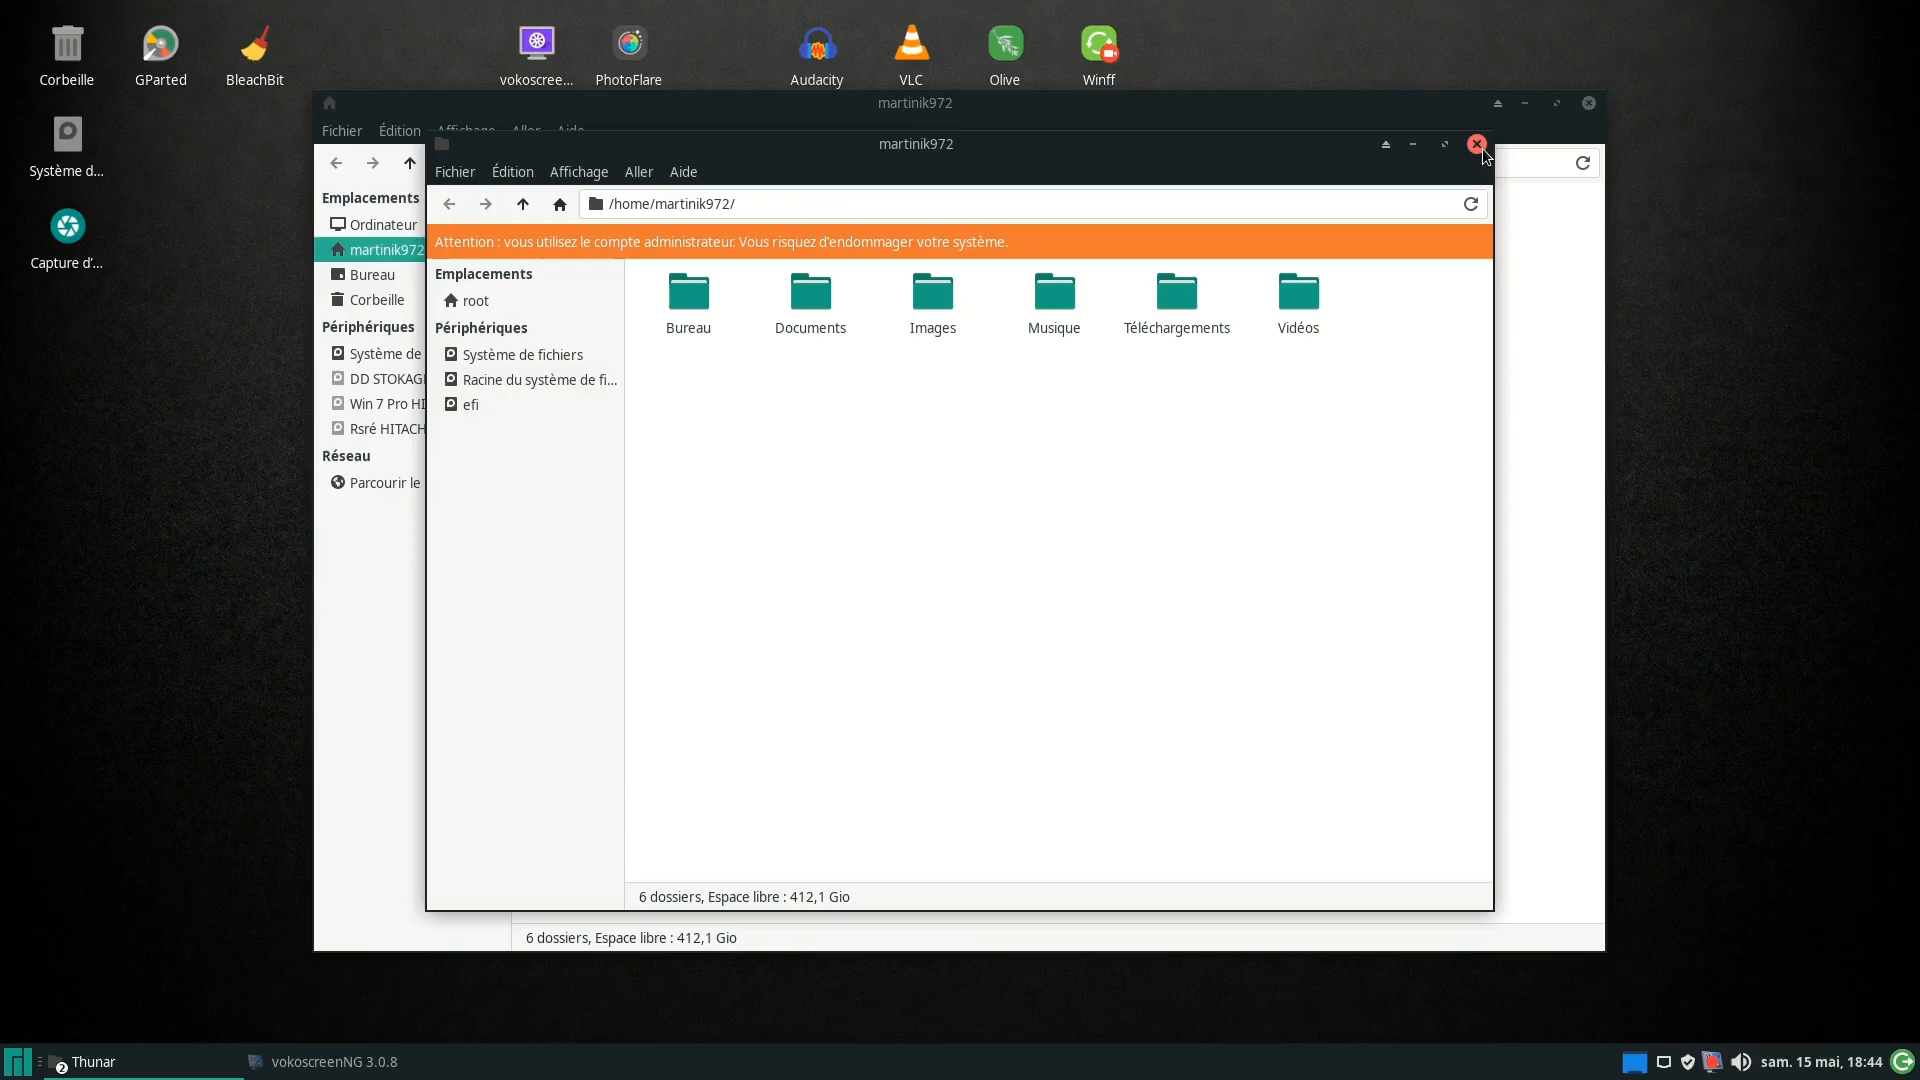 Corbeille
GParted
BleachBit
vokoscree...
PhotoFlare
Audacity
VLC
Olive
Winff
Système d...
Capture d'...
martinik972
Fichier Édition Affichage Aller Aide
Emplacements
Ordinateur
martinik972
Bureau
Corbeille
Périphériques
Système de
DD STOKAG
Win 7 Pro HI
Rsré HITACH
Réseau
Parcourir le
6 dossiers, Espace libre : 412,1 Gio
martinik972
Fichier Édition Affichage Aller Aide
/home/martinik972/
Attention : vous utilisez le compte administrateur. Vous risquez d'endommager votre système.
Emplacements
root
Périphériques
Système de fichiers
Racine du système de fi...
efi
Bureau
Documents
Images
Musique
Téléchargements
Vidéos
6 dossiers, Espace libre : 412,1 Gio
2 Thunar
vokoscreenNG 3.0.8
sam. 15 mai, 18:44